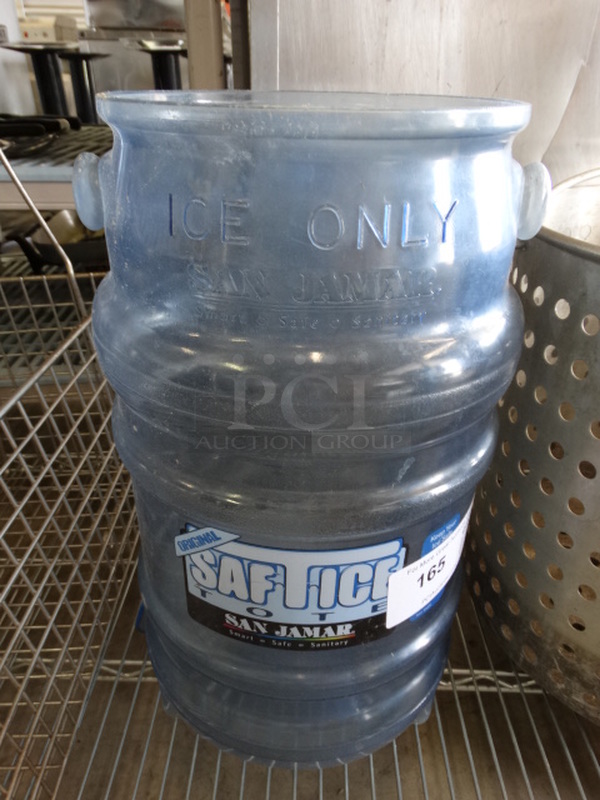 ICE ONLY
SAN JAMAR
Smart ◦ Safe ◦ Sanitary
PCI
AUCTION GROUP
ORIGINAL
SAF-T-ICE
TOTE
SAN JAMAR
Smart ◦ Safe ◦ Sanitary
165